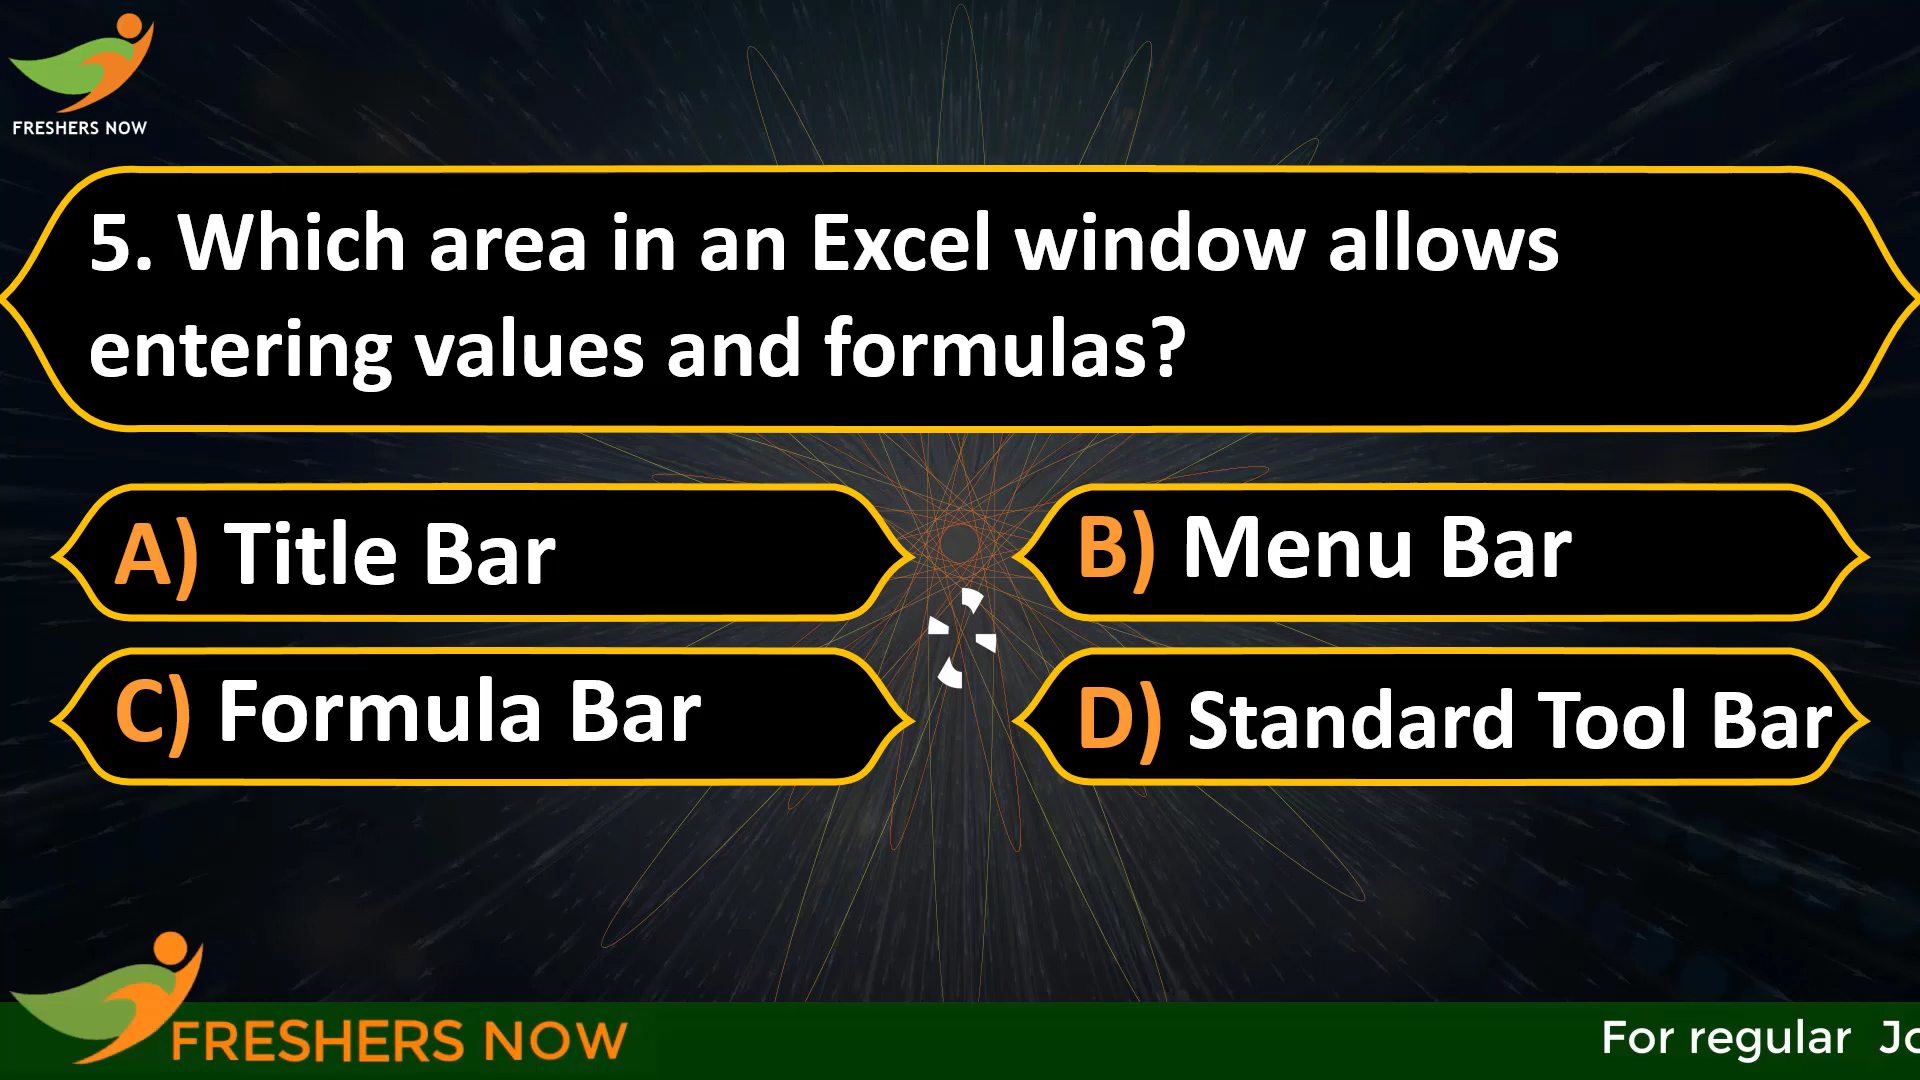 FRESHERS NOW
5. Which area in an Excel window allows
entering values and formulas?
A) Title Bar
B) Menu Bar
C) Formula Bar
D) Standard Tool Bar
FRESHERS NOW
For regular Jo